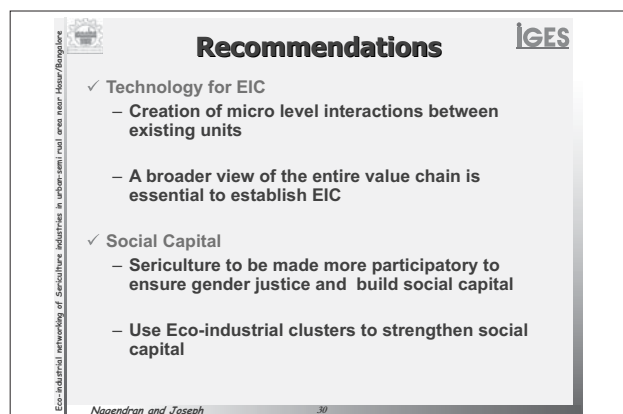 Recommendations
IGES
✓ Technology for EIC
– Creation of micro level interactions between
existing units
– A broader view of the entire value chain is
essential to establish EIC
✓ Social Capital
– Sericulture to be made more participatory to
ensure gender justice and build social capital
– Use Eco-industrial clusters to strengthen social
capital
Eco-industrial networking of Sericulture industries in urban-semi rual area near Hosur/Bangalore
Nagendran and Joseph
30